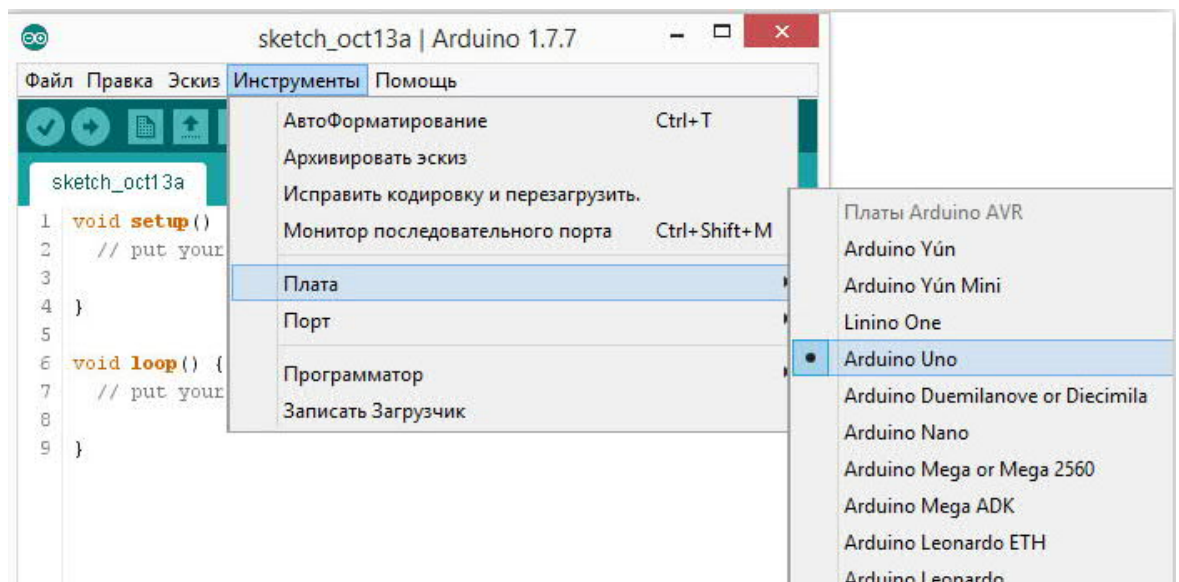 sketch_oct13a | Arduino 1.7.7
Файл Правка Эскиз Инструменты Помощь
АвтоФорматирование Ctrl+T
Архивировать эскиз
Исправить кодировку и перезагрузить.
Монитор последовательного порта Ctrl+Shift+M
Плата
Порт
Программатор
Записать Загрузчик
sketch_oct13a
1 void setup()
2 // put your
3
4 }
5
6 void loop() {
7 // put your
8
9 }
Платы Arduino AVR
Arduino Yún
Arduino Yún Mini
Linino One
Arduino Uno
Arduino Duemilanove or Diecimila
Arduino Nano
Arduino Mega or Mega 2560
Arduino Mega ADK
Arduino Leonardo ETH
Arduino Leonardo